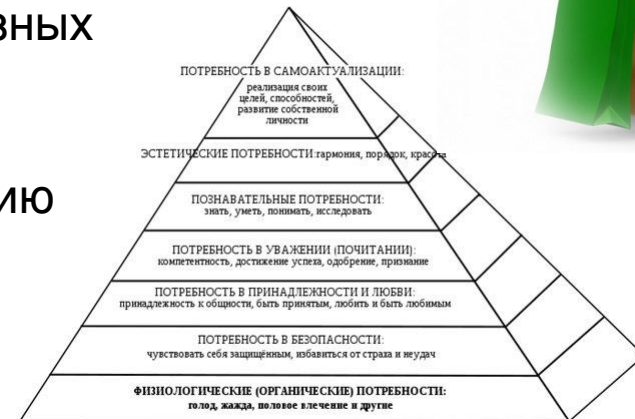 зных
ию
ПОТРЕБНОСТЬ В САМОАКТУАЛИЗАЦИИ:
реализация своих
целей, способностей,
развитие собственной
личности
ЭСТЕТИЧЕСКИЕ ПОТРЕБНОСТИ:гармония, порядок, красота
ПОЗНАВАТЕЛЬНЫЕ ПОТРЕБНОСТИ:
знать, уметь, понимать, исследовать
ПОТРЕБНОСТЬ В УВАЖЕНИИ (ПОЧИТАНИИ):
компетентность, достижение успеха, одобрение, признание
ПОТРЕБНОСТЬ В ПРИНАДЛЕЖНОСТИ И ЛЮБВИ:
принадлежность к общности, быть принятым, любить и быть любимым
ПОТРЕБНОСТЬ В БЕЗОПАСНОСТИ:
чувствовать себя защищённым, избавиться от страха и неудач
ФИЗИОЛОГИЧЕСКИЕ (ОРГАНИЧЕСКИЕ) ПОТРЕБНОСТИ:
голод, жажда, половое влечение и другие